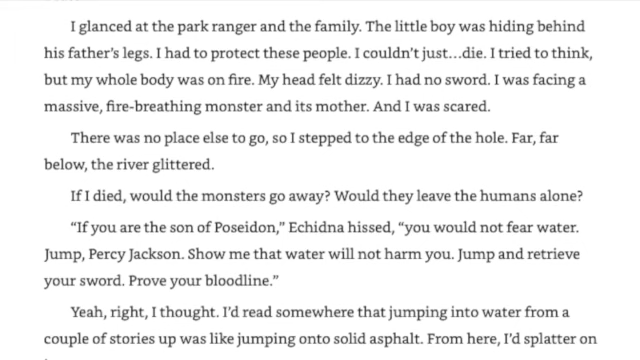 I glanced at the park ranger and the family. The little boy was hiding behind
his father’s legs. I had to protect these people. I couldn’t just…die. I tried to think,
but my whole body was on fire. My head felt dizzy. I had no sword. I was facing a
massive, fire-breathing monster and its mother. And I was scared.
There was no place else to go, so I stepped to the edge of the hole. Far, far
below, the river glittered.
If I died, would the monsters go away? Would they leave the humans alone?
“If you are the son of Poseidon,” Echidna hissed, “you would not fear water.
Jump, Percy Jackson. Show me that water will not harm you. Jump and retrieve
your sword. Prove your bloodline.”
Yeah, right, I thought. I’d read somewhere that jumping into water from a
couple of stories up was like jumping onto solid asphalt. From here, I’d splatter on